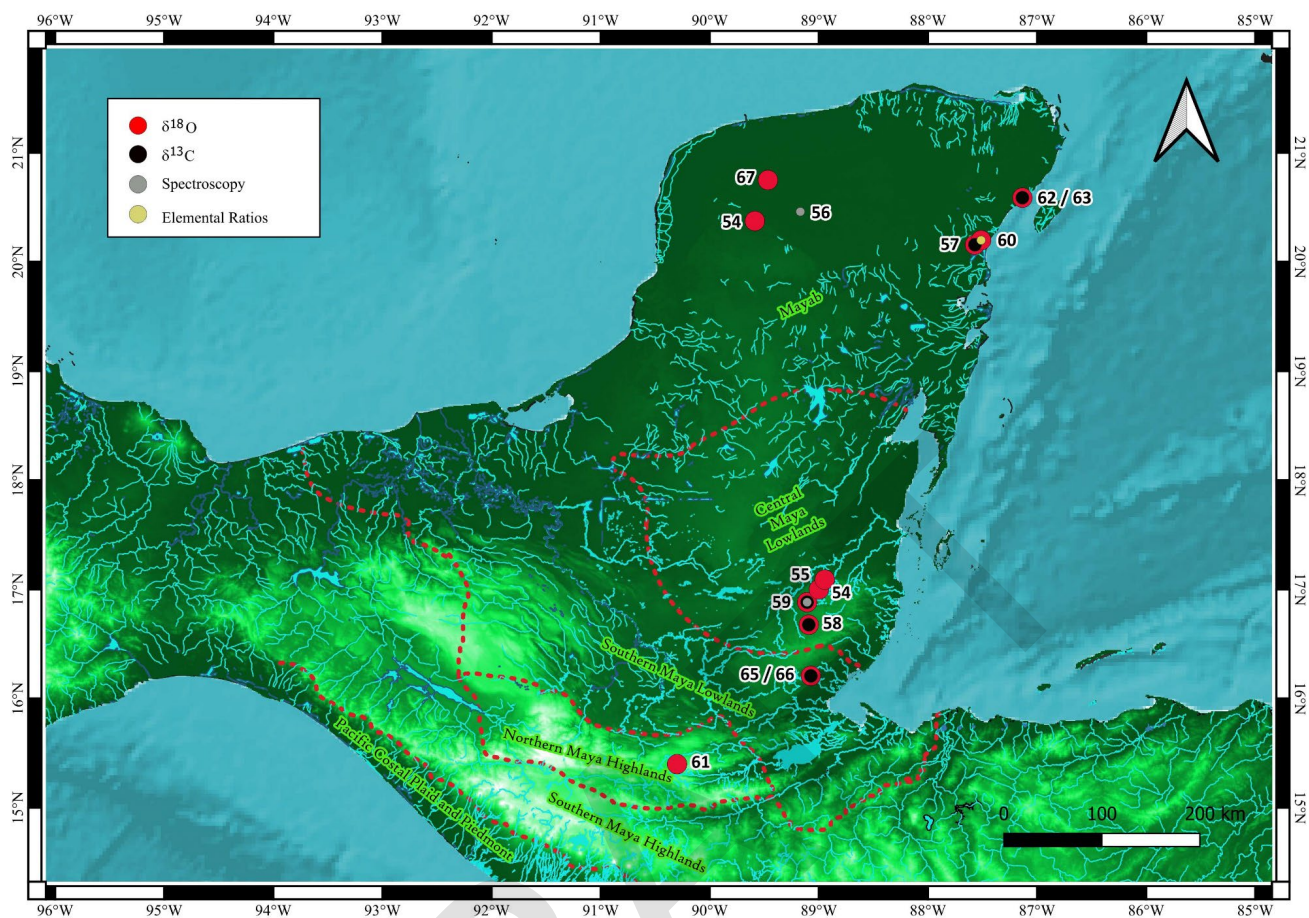 96°W 95°W 94°W 93°W 92°W 91°W 90°W 89°W 88°W 87°W 86°W 85°W
δ18O
δ13C
Spectroscopy
Elemental Ratios
21°N 21°N
67
56
62 / 63
54
57
60
20°N 20°N
Mayab
19°N 19°N
18°N 18°N
Central
Maya
Lowlands
55
54
17°N 17°N
59
58
Southern Maya Lowlands
65 / 66
16°N 16°N
Northern Maya Highlands
61
Pacific Costal Plaid and Piedmont
Southern Maya Highlands
15°N 15°N
0 100 200 km
96°W 95°W 94°W 93°W 92°W 91°W 90°W 89°W 88°W 87°W 86°W 85°W